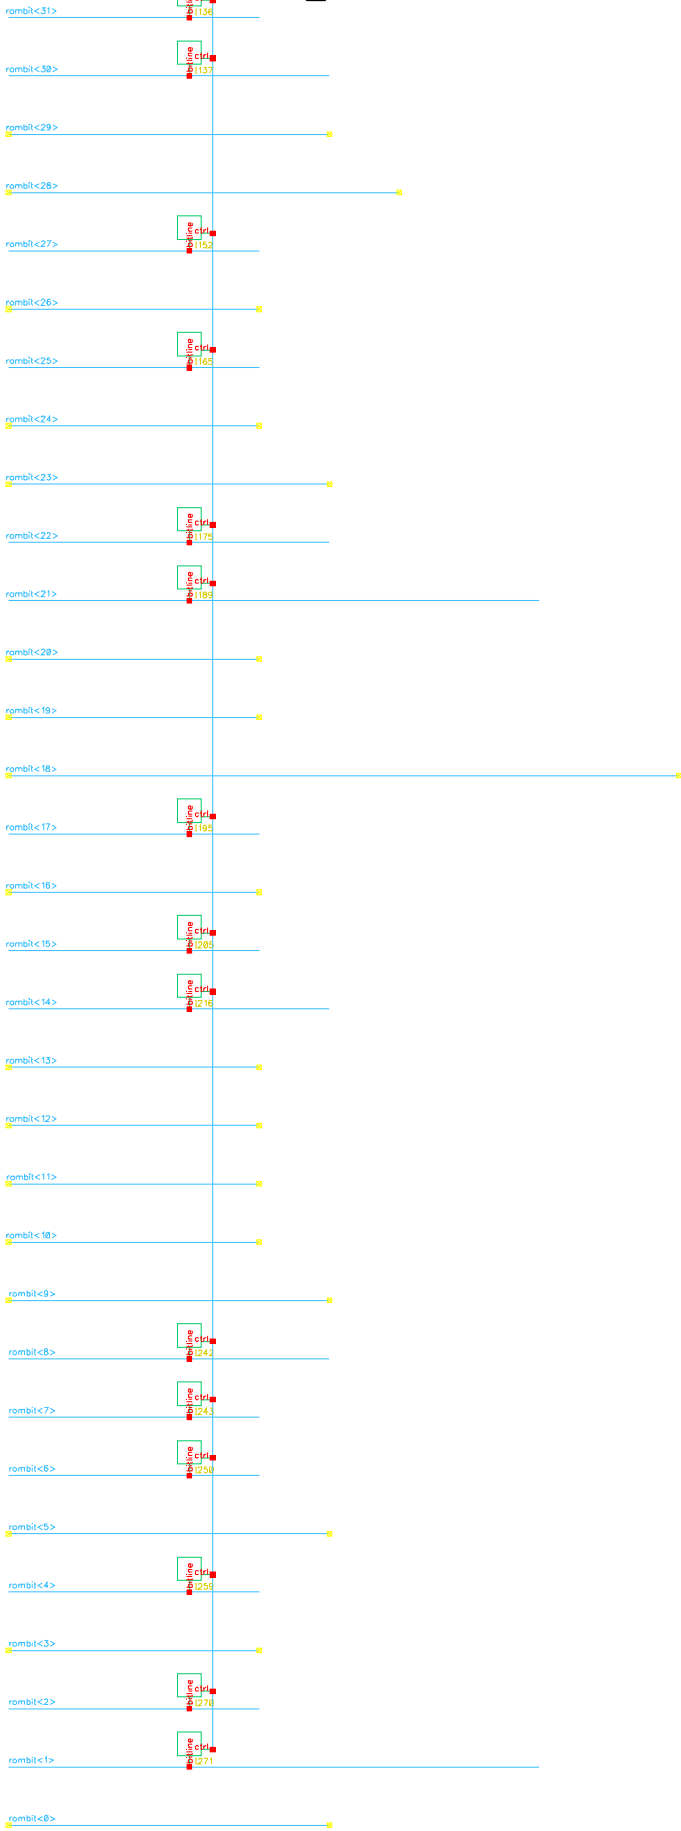 rombit<31>
I136
bitline
ctrl
rombit<30>
I137
rombit<29>
rombit<28>
bitline
ctrl
rombit<27>
I152
rombit<26>
bitline
ctrl
rombit<25>
I165
rombit<24>
rombit<23>
bitline
ctrl
rombit<22>
I175
bitline
ctrl
rombit<21>
I189
rombit<20>
rombit<19>
rombit<18>
bitline
ctrl
rombit<17>
I195
rombit<16>
bitline
ctrl
rombit<15>
I205
bitline
ctrl
rombit<14>
I216
rombit<13>
rombit<12>
rombit<11>
rombit<10>
rombit<9>
bitline
ctrl
rombit<8>
I242
bitline
ctrl
rombit<7>
I243
bitline
ctrl
rombit<6>
I250
rombit<5>
bitline
ctrl
rombit<4>
I259
rombit<3>
bitline
ctrl
rombit<2>
I270
bitline
ctrl
rombit<1>
I271
rombit<0>